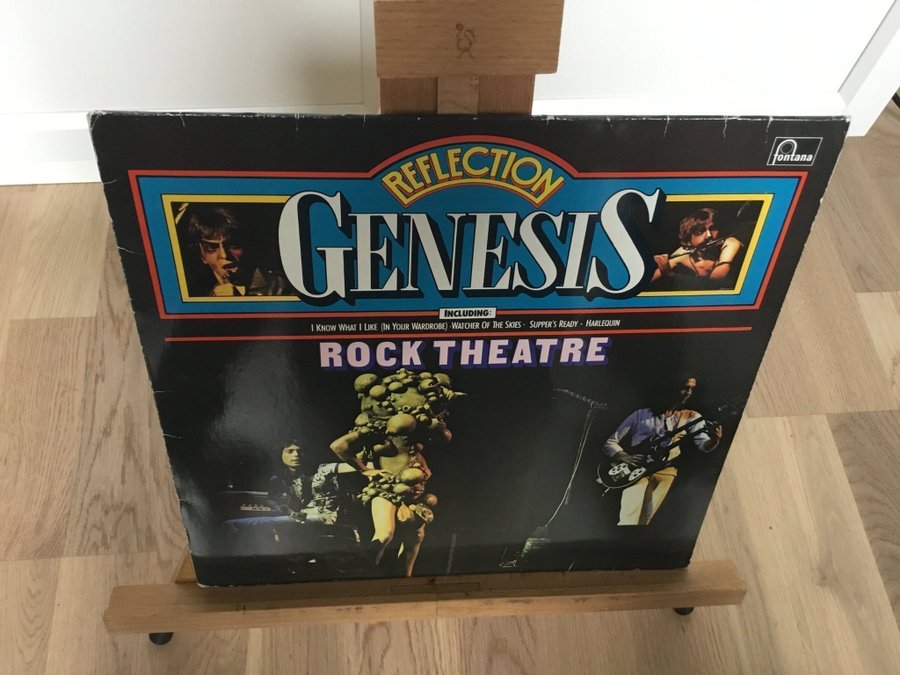 REFLECTION
fontana
GENESIS
INCLUDING:
I KNOW WHAT I LIKE (IN YOUR WARDROBE) · WATCHER OF THE SKIES · SUPPER'S READY · HARLEQUIN
ROCK THEATRE